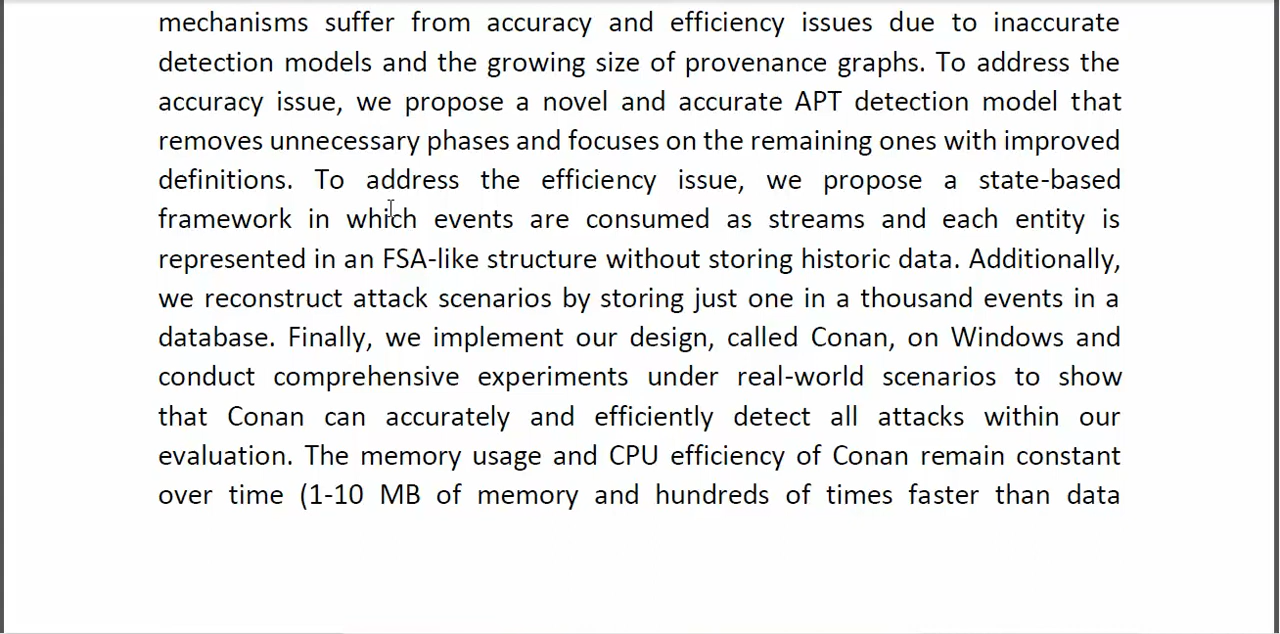 mechanisms suffer from accuracy and efficiency issues due to inaccurate
detection models and the growing size of provenance graphs. To address the
accuracy issue, we propose a novel and accurate APT detection model that
removes unnecessary phases and focuses on the remaining ones with improved
definitions. To address the efficiency issue, we propose a state-based
framework in which events are consumed as streams and each entity is
represented in an FSA-like structure without storing historic data. Additionally,
we reconstruct attack scenarios by storing just one in a thousand events in a
database. Finally, we implement our design, called Conan, on Windows and
conduct comprehensive experiments under real-world scenarios to show
that Conan can accurately and efficiently detect all attacks within our
evaluation. The memory usage and CPU efficiency of Conan remain constant
over time (1-10 MB of memory and hundreds of times faster than data